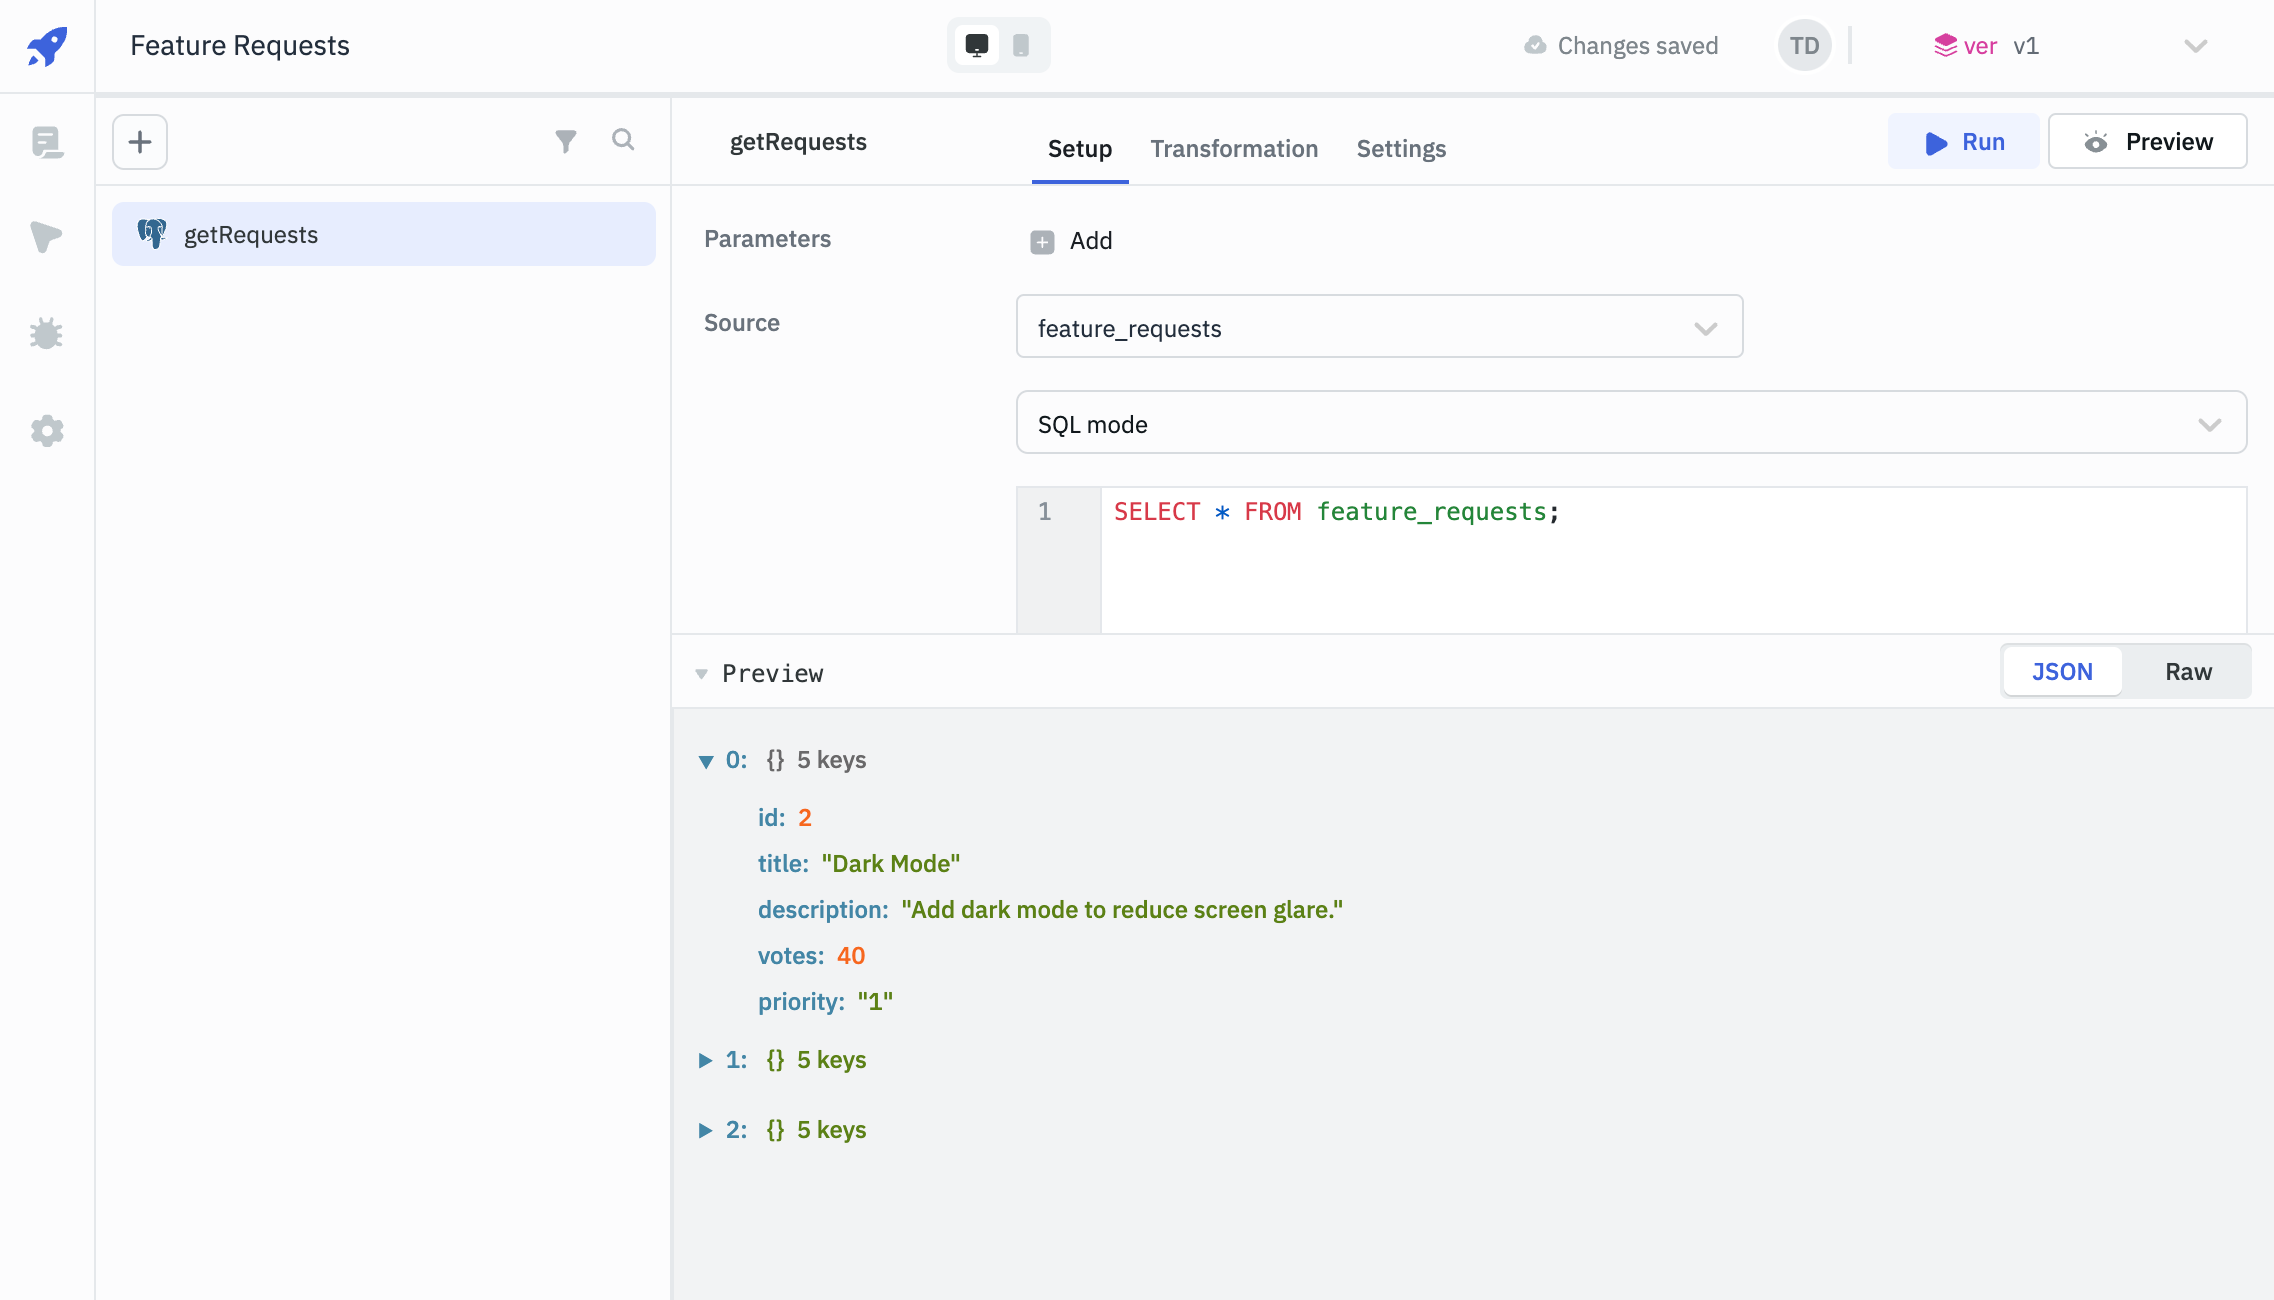 Feature Requests
Changes saved
TD
ver v1
getRequests
Setup
Transformation
Settings
Run
Preview
getRequests
Parameters
Add
Source
feature_requests
SQL mode
1 SELECT * FROM feature_requests;
Preview
JSON
Raw
0: {} 5 keys
id: 2
title: "Dark Mode"
description: "Add dark mode to reduce screen glare."
votes: 40
priority: "1"
1: {} 5 keys
2: {} 5 keys